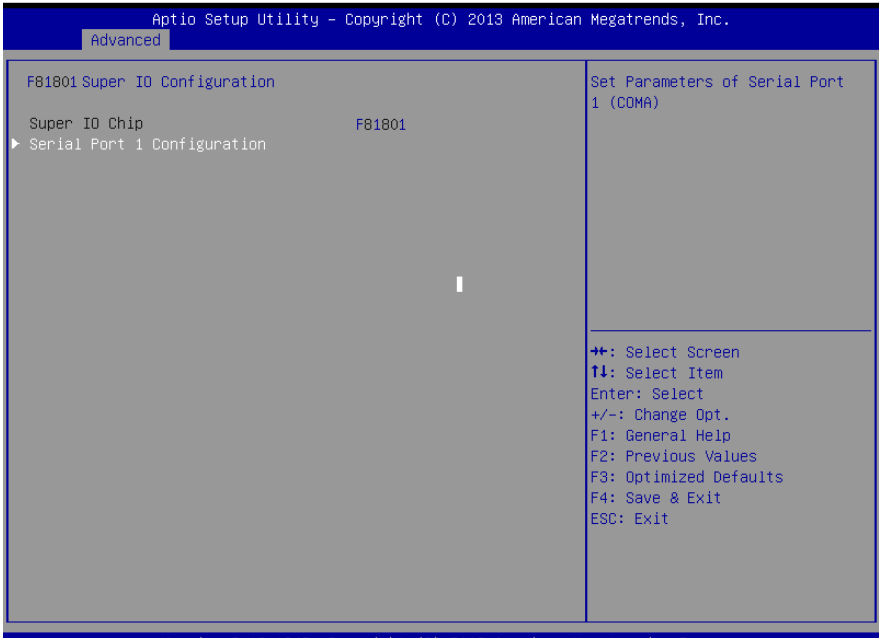 Aptio Setup Utility – Copyright (C) 2013 American Megatrends, Inc.
Advanced
F81801 Super IO Configuration
Super IO Chip F81801
Serial Port 1 Configuration
Set Parameters of Serial Port
1 (COMA)
→←: Select Screen
↑↓: Select Item
Enter: Select
+/-: Change Opt.
F1: General Help
F2: Previous Values
F3: Optimized Defaults
F4: Save & Exit
ESC: Exit